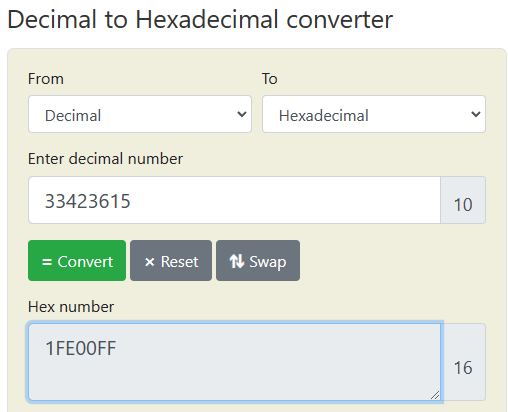 Decimal to Hexadecimal converter
From To
Decimal Hexadecimal
Enter decimal number
33423615 10
= Convert × Reset ⇅ Swap
Hex number
1FE00FF 16